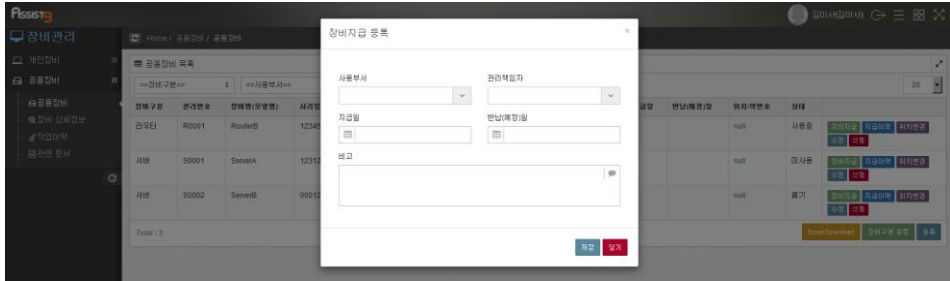 Assist9
김이사(김이사)
장비관리
Home / 공용장비 / 공용장비
개인장비
공용장비
공용장비
장비 상세정보
작업이력
관련 문서
공용장비 목록
==장비구분==
==사용부서==
20
장비구분 관리번호 장비명(모델명) 반납(예정)일 위치/랙번호 상태
라우터 R0001 RouterB 12345 null 사용중 장비지급 지급이력 위치변경 수정 삭제
서버 S0001 ServerA 12312 null 미사용 장비지급 지급이력 위치변경 수정 삭제
서버 S0002 ServerB 00012 null 폐기 장비지급 지급이력 위치변경 수정 삭제
Total : 3
Excel Download 장비구분 설정 등록
장비지급 등록
×
사용부서 관리책임자
지급일 반납(예정)일
비고
저장 닫기